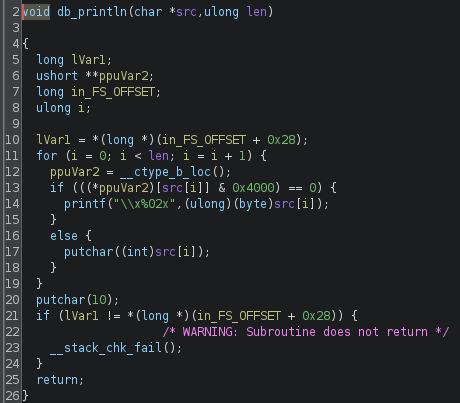 2 void db_println(char *src,ulong len)
3
4 {
5   long lVar1;
6   ushort **ppuVar2;
7   long in_FS_OFFSET;
8   ulong i;
9
10   lVar1 = *(long *)(in_FS_OFFSET + 0x28);
11   for (i = 0; i < len; i = i + 1) {
12     ppuVar2 = __ctype_b_loc();
13     if (((*ppuVar2)[src[i]] & 0x4000) == 0) {
14       printf("\\x%02x",(ulong)(byte)src[i]);
15     }
16     else {
17       putchar((int)src[i]);
18     }
19   }
20   putchar(10);
21   if (lVar1 != *(long *)(in_FS_OFFSET + 0x28)) {
22                     /* WARNING: Subroutine does not return */
23     __stack_chk_fail();
24   }
25   return;
26 }